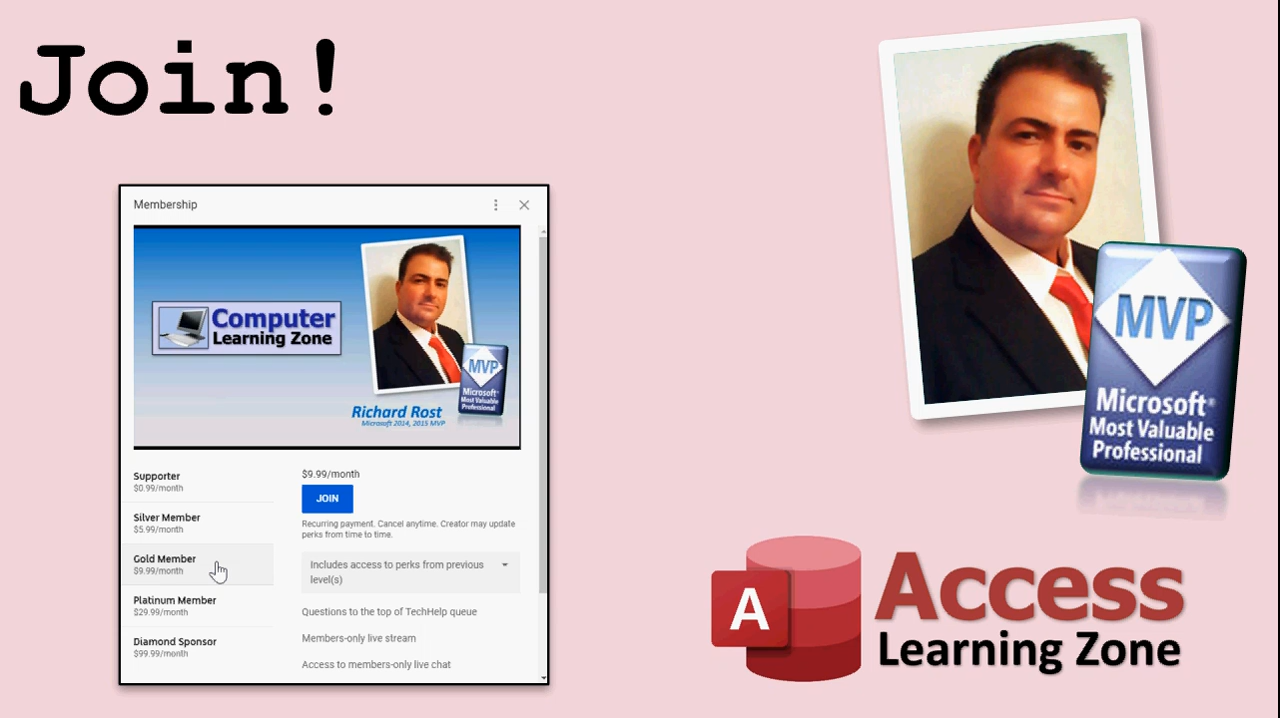 Join!
Membership
Computer
Learning Zone
MVP
Microsoft
Most Valuable
Professional
Richard Rost
Microsoft 2014, 2015 MVP
Supporter
$0.99/month
Silver Member
$5.99/month
Gold Member
$9.99/month
Platinum Member
$29.99/month
Diamond Sponsor
$99.99/month
$9.99/month
JOIN
Recurring payment. Cancel anytime. Creator may update
perks from time to time.
Includes access to perks from previous
level(s)
Questions to the top of TechHelp queue
Members-only live stream
Access to members-only live chat
MVP
Microsoft®
Most Valuable
Professional
A
Access
Learning Zone